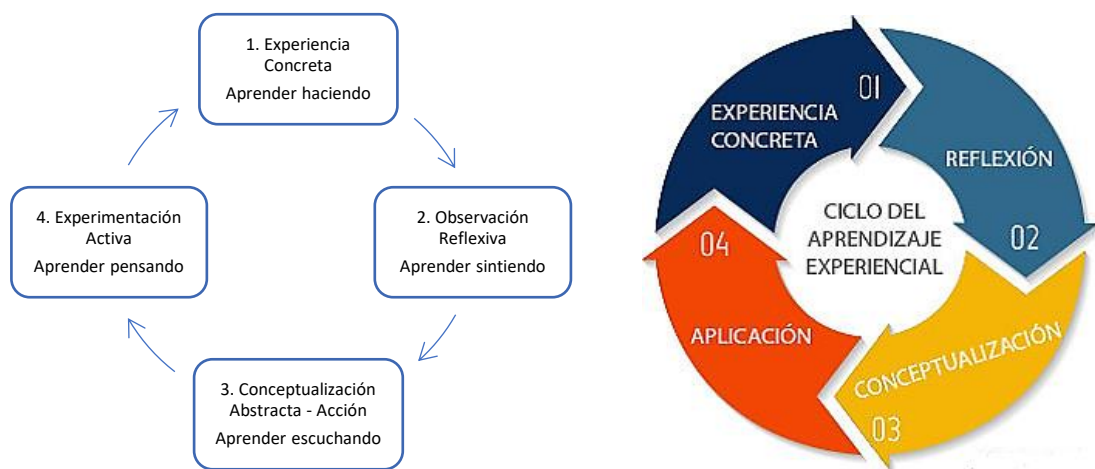 1. Experiencia
Concreta
Aprender haciendo
2. Observación
Reflexiva
Aprender sintiendo
3. Conceptualización
Abstracta - Acción
Aprender escuchando
4. Experimentación
Activa
Aprender pensando
01
EXPERIENCIA
CONCRETA
REFLEXIÓN
02
CONCEPTUALIZACIÓN
03
04
APLICACIÓN
CICLO DEL
APRENDIZAJE
EXPERIENCIAL